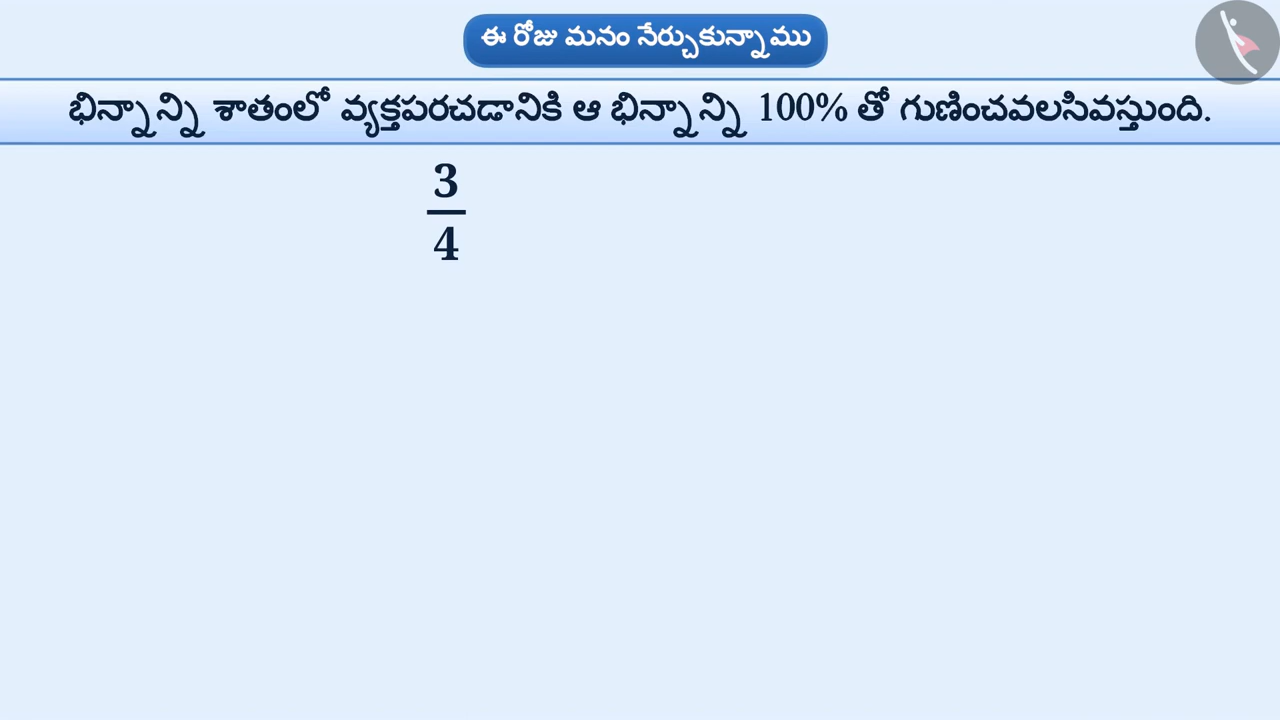 ఈ రోజు మనం నేర్చుకున్నాము
భిన్నాన్ని శాతంలో వ్యక్తపరచడానికి ఆ భిన్నాన్ని 100% తో గుణించవలసివస్తుంది.
3
4